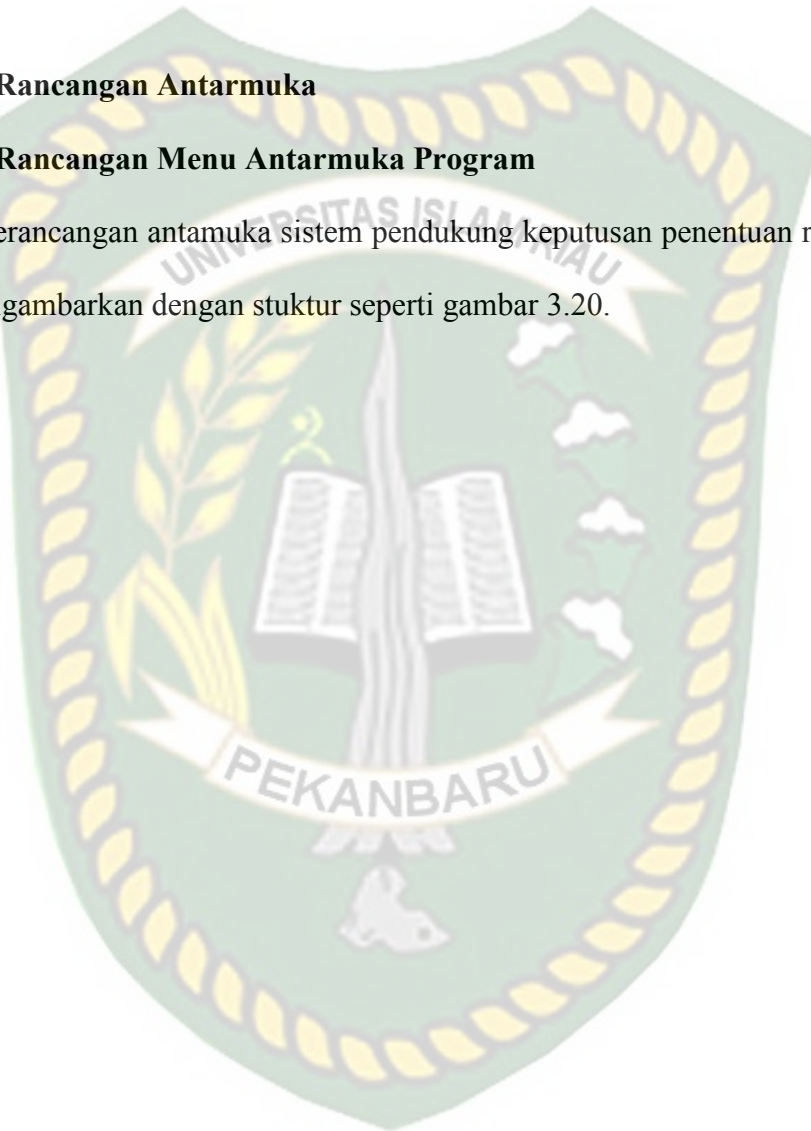 Rancangan Antarmuka
Rancangan Menu Antarmuka Program
erancangan antamuka sistem pendukung keputusan penentuan
UNIVERSITAS ISLAM RIAU
gambarkan dengan stuktur seperti gambar 3.20.
PEKANBARU